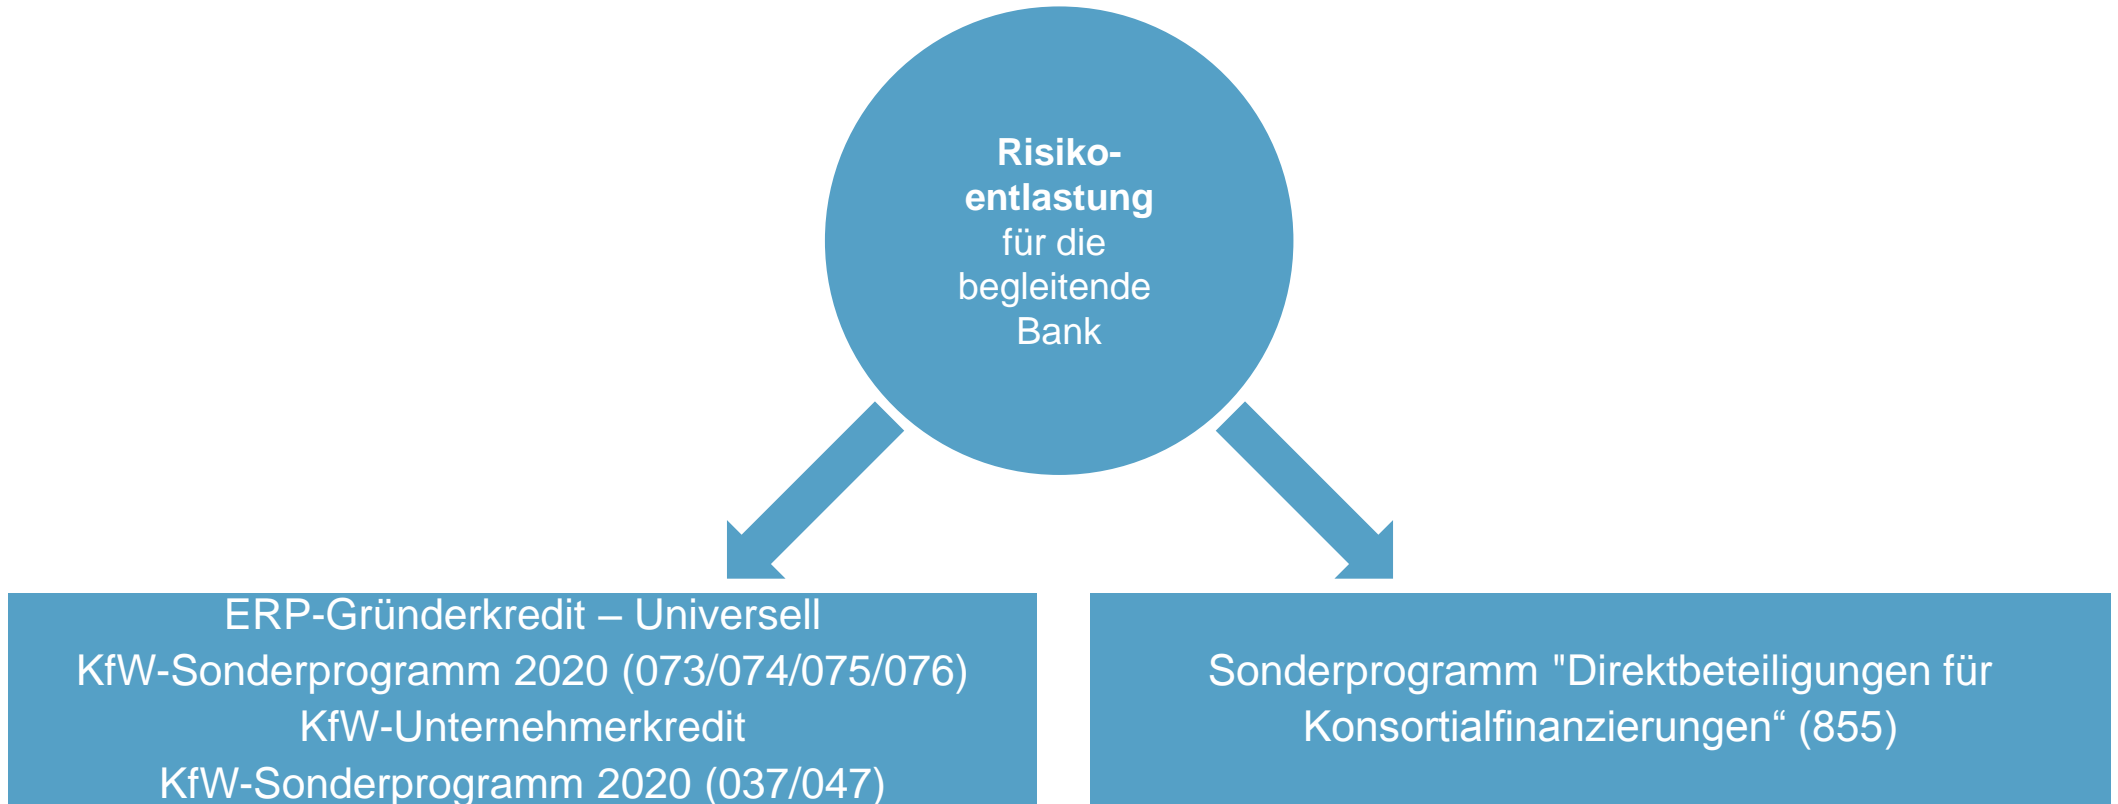 Risiko-
entlastung
für die
begleitende
Bank
ERP-Gründerkredit – Universell
KfW-Sonderprogramm 2020 (073/074/075/076)
KfW-Unternehmerkredit
KfW-Sonderprogramm 2020 (037/047)
Sonderprogramm "Direktbeteiligungen für
Konsortialfinanzierungen“ (855)